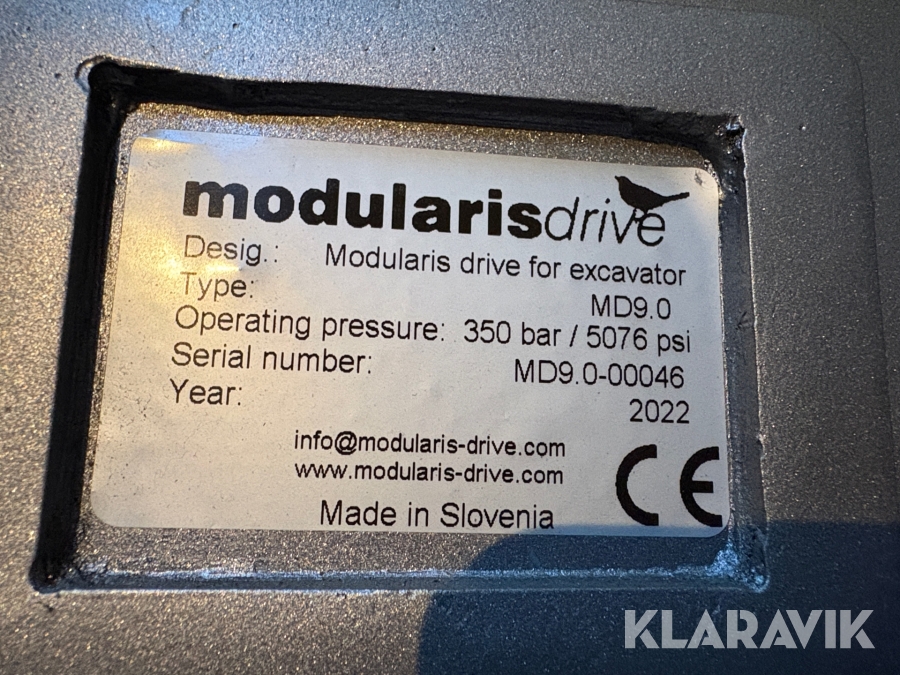 modularisdrive
Desig.: Modularis drive for excavator
Type: MD9.0
Operating pressure: 350 bar / 5076 psi
Serial number: MD9.0-00046
Year: 2022
info@modularis-drive.com
www.modularis-drive.com
Made in Slovenia
CE
KLARAVIK